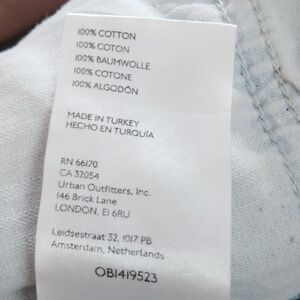 100% COTTON
100% COTON
100% BAUMWOLLE
100% COTONE
100% ALGODÓN
MADE IN TURKEY
HECHO EN TURQUÍA
RN 66170
CA 32054
Urban Outfitters, Inc.
146 Brick Lane
LONDON, E1 6RU
Leidsestraat 32, 1017 PB
Amsterdam, Netherlands
OB1419523